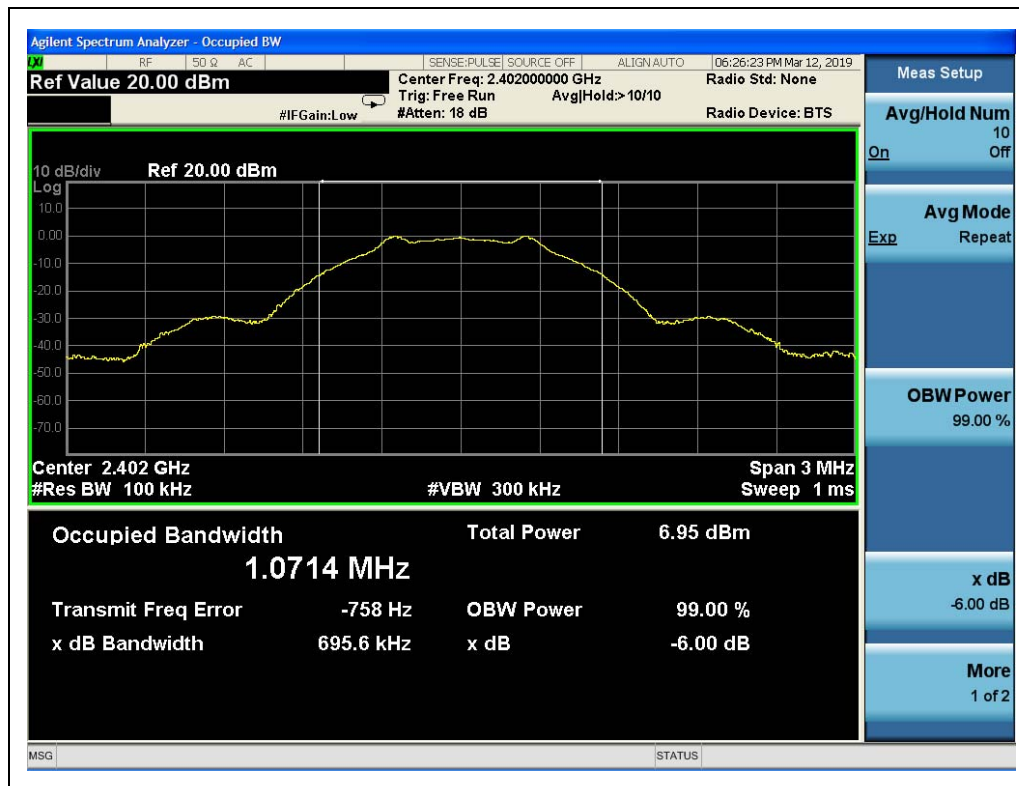 Agilent Spectrum Analyzer - Occupied BW
LXI RF 50 Ω AC SENSE:PULSE SOURCE OFF ALIGN AUTO 06:26:23 PM Mar 12, 2019
Ref Value 20.00 dBm
Center Freq: 2.402000000 GHz
Radio Std: None
Trig: Free Run Avg|Hold:>10/10
#IFGain:Low #Atten: 18 dB Radio Device: BTS
10 dB/div Ref 20.00 dBm
Log
10.0
0.00
-10.0
-20.0
-30.0
-40.0
-50.0
-60.0
-70.0
Center 2.402 GHz Span 3 MHz
#Res BW 100 kHz #VBW 300 kHz Sweep 1 ms
Occupied Bandwidth Total Power 6.95 dBm
1.0714 MHz
Transmit Freq Error -758 Hz OBW Power 99.00 %
x dB Bandwidth 695.6 kHz x dB -6.00 dB
Meas Setup
Avg/Hold Num
10
On Off
Avg Mode
Exp Repeat
OBW Power
99.00 %
x dB
-6.00 dB
More
1 of 2
MSG STATUS